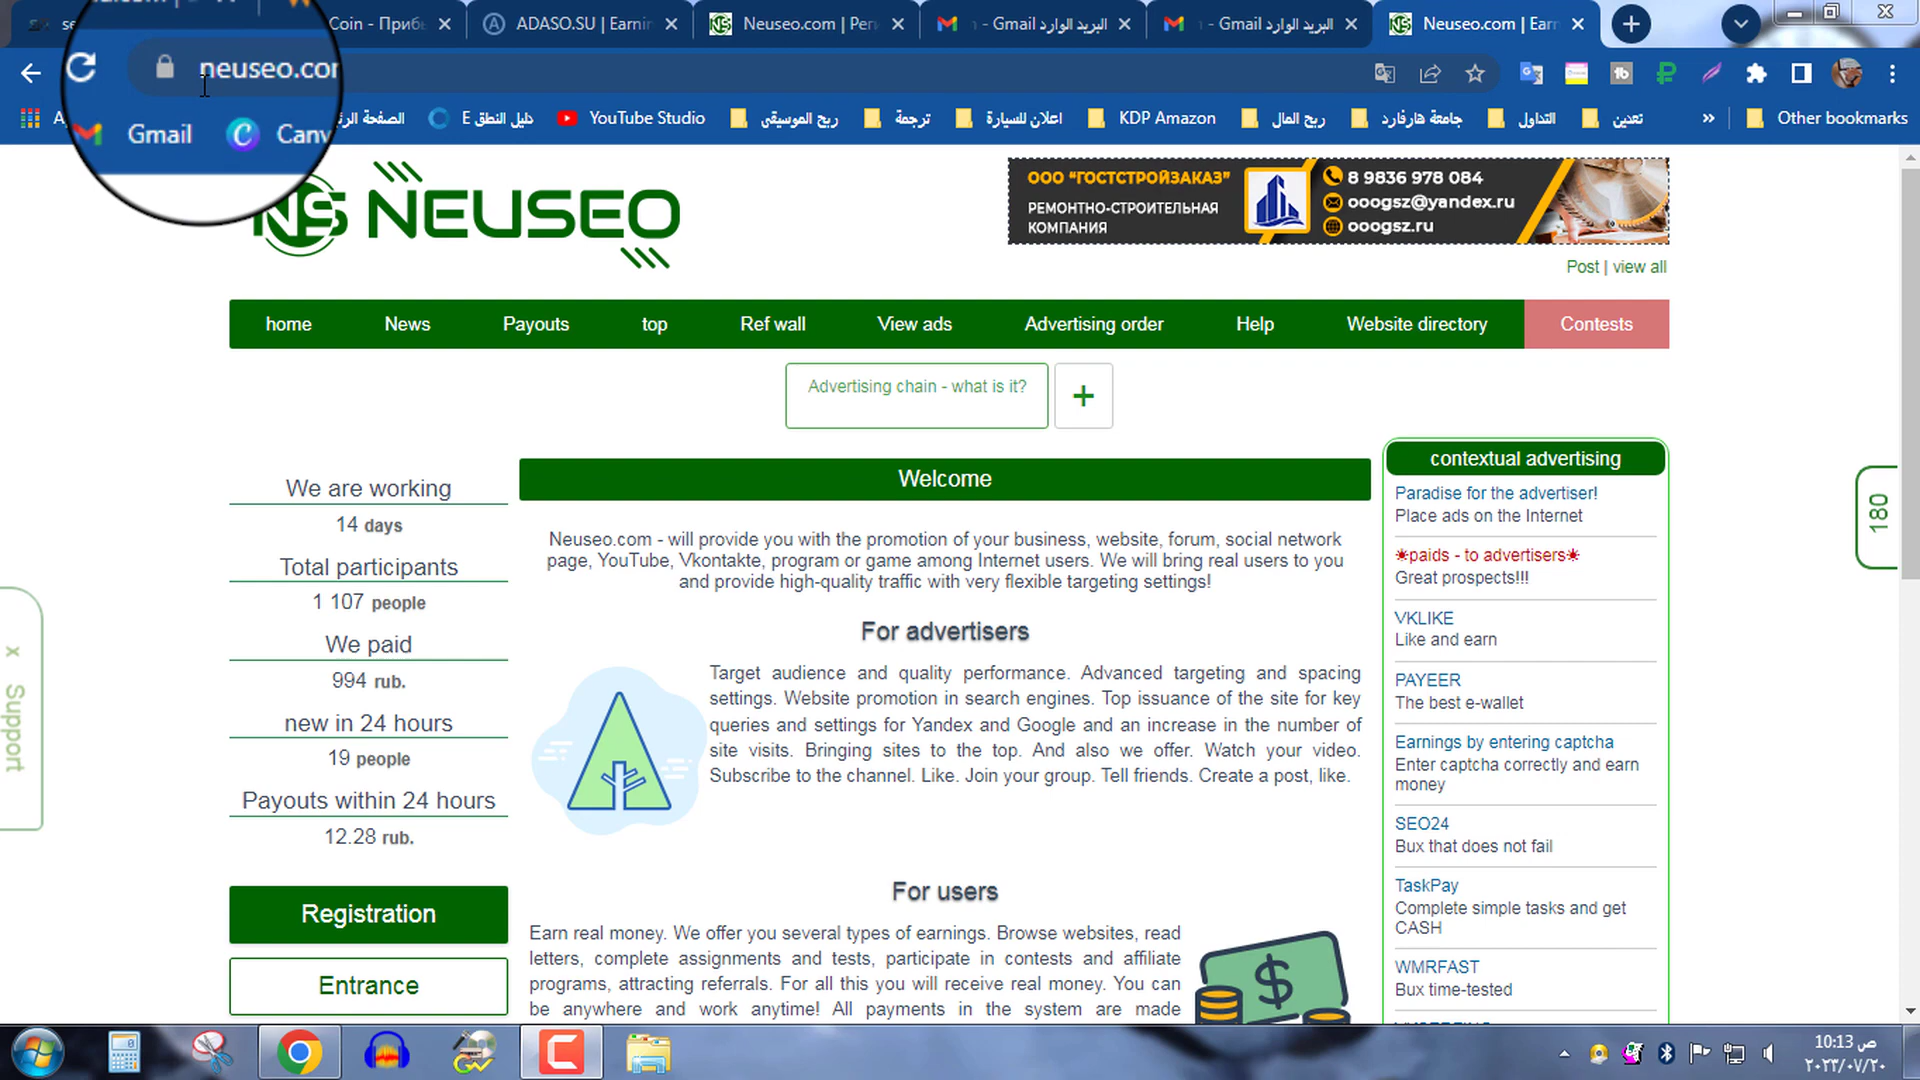 Coin - Прибы
ADASO.SU | Earnin
Neuseo.com | Per
البريد الوارد - Gmail
البريد الوارد - Gmail
Neuseo.com | Earn
neuseo.com
Gmail
Canv
الصفحة الر
دليل النطق E
YouTube Studio
ربح الموسيقى
ترجمة
اعلان للسيارة
KDP Amazon
ربح المال
جامعة هارفارد
التداول
تعدين
»
Other bookmarks
NS NEUSEO
ООО "ГОСТСТРОЙЗАКАЗ"
РЕМОНТНО-СТРОИТЕЛЬНАЯ
КОМПАНИЯ
8 9836 978 084
ooogsz@yandex.ru
ooogsz.ru
Post | view all
home
News
Payouts
top
Ref wall
View ads
Advertising order
Help
Website directory
Contests
Advertising chain - what is it?
+
We are working
14 days
Total participants
1 107 people
We paid
994 rub.
new in 24 hours
19 people
Payouts within 24 hours
12.28 rub.
Registration
Entrance
x Support
Welcome
Neuseo.com - will provide you with the promotion of your business, website, forum, social network
page, YouTube, Vkontakte, program or game among Internet users. We will bring real users to you
and provide high-quality traffic with very flexible targeting settings!
For advertisers
Target audience and quality performance. Advanced targeting and spacing
settings. Website promotion in search engines. Top issuance of the site for key
queries and settings for Yandex and Google and an increase in the number of
site visits. Bringing sites to the top. And also we offer. Watch your video.
Subscribe to the channel. Like. Join your group. Tell friends. Create a post, like.
For users
Earn real money. We offer you several types of earnings. Browse websites, read
letters, complete assignments and tests, participate in contests and affiliate
programs, attracting referrals. For all this you will receive real money. You can
be anywhere and work anytime! All payments in the system are made
contextual advertising
Paradise for the advertiser!
Place ads on the Internet
☀paids - to advertisers☀
Great prospects!!!
VKLIKE
Like and earn
PAYEER
The best e-wallet
Earnings by entering captcha
Enter captcha correctly and earn
money
SEO24
Bux that does not fail
TaskPay
Complete simple tasks and get
CASH
WMRFAST
Bux time-tested
180
10:13 ص
٢٠٢٣/٠٧/٢٠